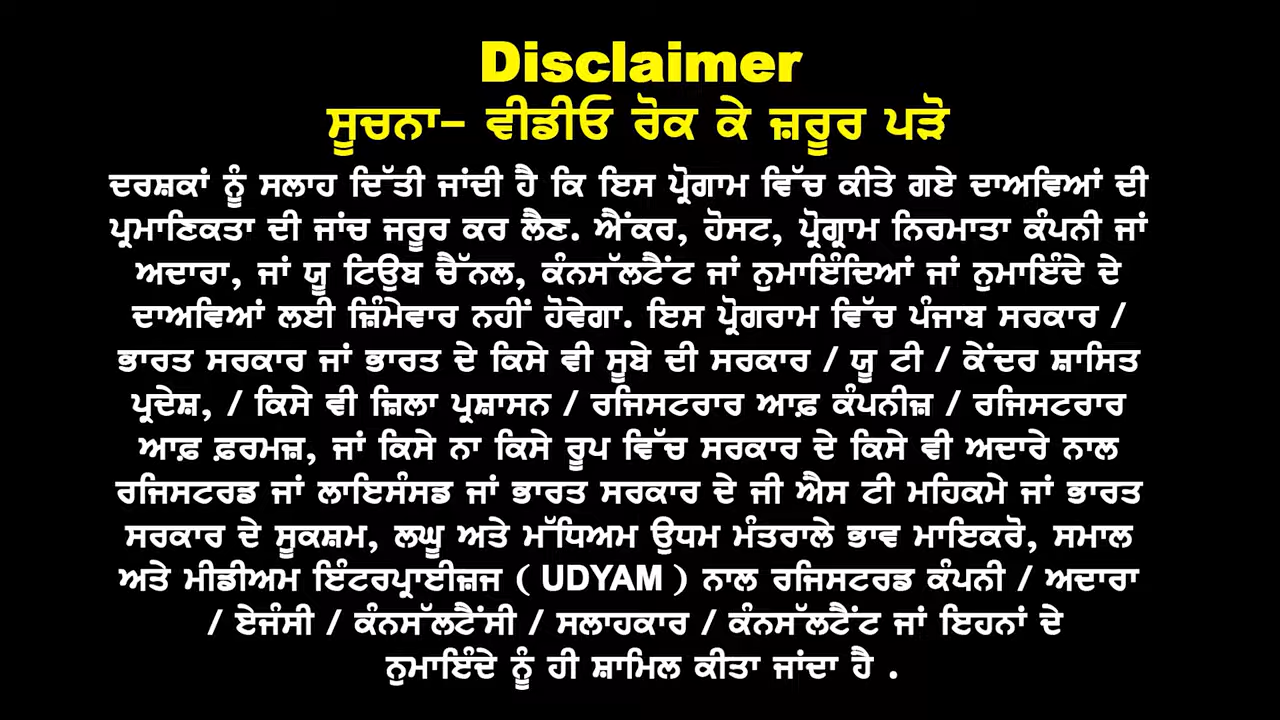 Disclaimer
ਸੂਚਨਾ- ਵੀਡੀਓ ਰੋਕ ਕੇ ਜ਼ਰੂਰ ਪੜੋ
ਦਰਸ਼ਕਾਂ ਨੂੰ ਸਲਾਹ ਦਿੱਤੀ ਜਾਂਦੀ ਹੈ ਕਿ ਇਸ ਪ੍ਰੋਗਾਮ ਵਿੱਚ ਕੀਤੇ ਗਏ ਦਾਅਵਿਆਂ ਦੀ
ਪ੍ਰਮਾਣਿਕਤਾ ਦੀ ਜਾਂਚ ਜਰੂਰ ਕਰ ਲੈਣ. ਐਂਕਰ, ਹੋਸਟ, ਪ੍ਰੋਗ੍ਰਾਮ ਨਿਰਮਾਤਾ ਕੰਪਨੀ ਜਾਂ
ਅਦਾਰਾ, ਜਾਂ ਯੂ ਟਿਉਬ ਚੈੱਨਲ, ਕੰਨਸੱਲਟੈਂਟ ਜਾਂ ਨੁਮਾਇੰਦਿਆਂ ਜਾਂ ਨੁਮਾਇੰਦੇ ਦੇ
ਦਾਅਵਿਆਂ ਲਈ ਜ਼ਿੰਮੇਵਾਰ ਨਹੀਂ ਹੋਵੇਗਾ. ਇਸ ਪ੍ਰੋਗਰਾਮ ਵਿੱਚ ਪੰਜਾਬ ਸਰਕਾਰ /
ਭਾਰਤ ਸਰਕਾਰ ਜਾਂ ਭਾਰਤ ਦੇ ਕਿਸੇ ਵੀ ਸੂਬੇ ਦੀ ਸਰਕਾਰ / ਯੂ ਟੀ / ਕੇਂਦਰ ਸ਼ਾਸਿਤ
ਪ੍ਰਦੇਸ਼, / ਕਿਸੇ ਵੀ ਜ਼ਿਲਾ ਪ੍ਰਸ਼ਾਸਨ / ਰਜਿਸਟਰਾਰ ਆਫ਼ ਕੰਪਨੀਜ਼ / ਰਜਿਸਟਰਾਰ
ਆਫ਼ ਫ਼ਰਮਜ਼, ਜਾਂ ਕਿਸੇ ਨਾ ਕਿਸੇ ਰੂਪ ਵਿੱਚ ਸਰਕਾਰ ਦੇ ਕਿਸੇ ਵੀ ਅਦਾਰੇ ਨਾਲ
ਰਜਿਸਟਰਡ ਜਾਂ ਲਾਇਸੰਸਡ ਜਾਂ ਭਾਰਤ ਸਰਕਾਰ ਦੇ ਜੀ ਐਸ ਟੀ ਮਹਿਕਮੇ ਜਾਂ ਭਾਰਤ
ਸਰਕਾਰ ਦੇ ਸੂਕਸ਼ਮ, ਲਘੂ ਅਤੇ ਮੱਧਿਅਮ ਉਧਮ ਮੰਤਰਾਲੇ ਭਾਵ ਮਾਇਕਰੋ, ਸਮਾਲ
ਅਤੇ ਮੀਡੀਅਮ ਇੰਟਰਪ੍ਰਾਈਜ਼ਜ ( UDYAM ) ਨਾਲ ਰਜਿਸਟਰਡ ਕੰਪਨੀ / ਅਦਾਰਾ
/ ਏਜੰਸੀ / ਕੰਨਸੱਲਟੈਂਸੀ / ਸਲਾਹਕਾਰ / ਕੰਨਸੱਲਟੈਂਟ ਜਾਂ ਇਹਨਾਂ ਦੇ
ਨੁਮਾਇੰਦੇ ਨੂੰ ਹੀ ਸ਼ਾਮਿਲ ਕੀਤਾ ਜਾਂਦਾ ਹੈ .